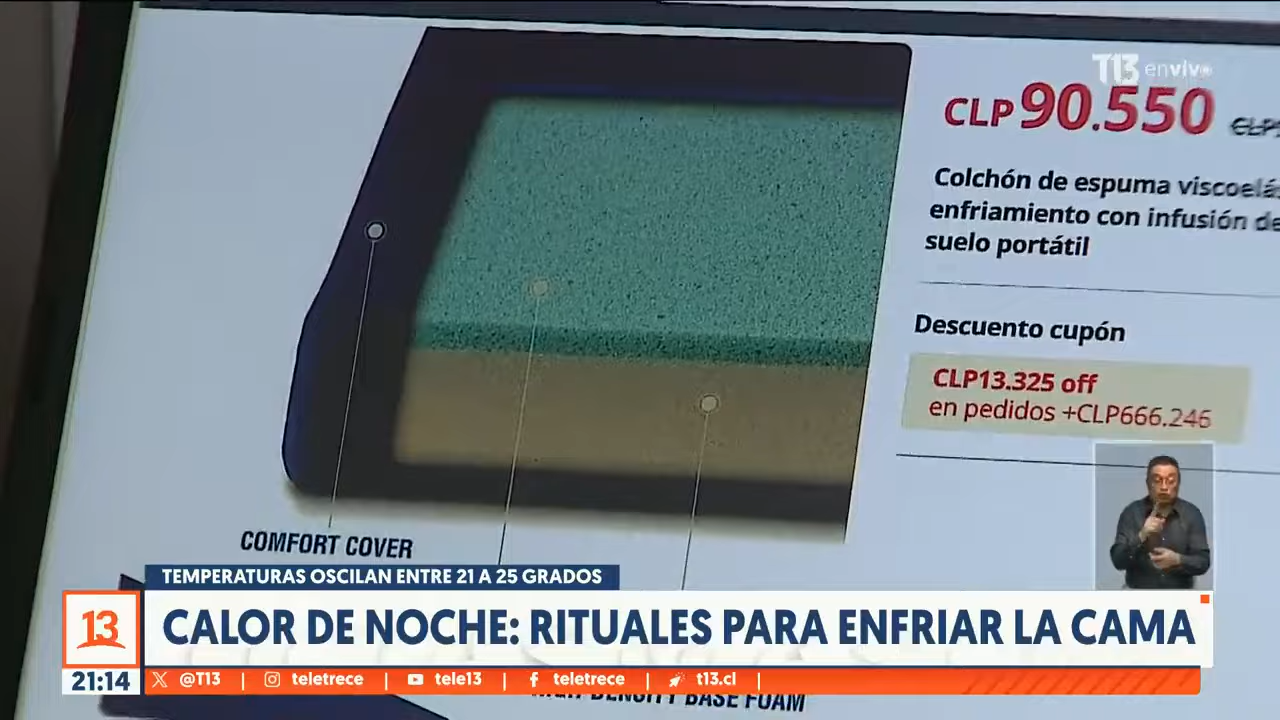 T13 en vivo
CLP 90.550
Colchón de espuma
enfriamiento con infusión de
suelo portátil
Descuento cupón
CLP13.325 off
en pedidos +CLP666.246
COMFORT COVER
TEMPERATURAS OSCILAN ENTRE 21 A 25 GRADOS
13
CALOR DE NOCHE: RITUALES PARA ENFRIAR LA CAMA
21:14
@T13 | teletrece | tele13 | teletrece | t13.cl |
DENSITY BASE FOAM